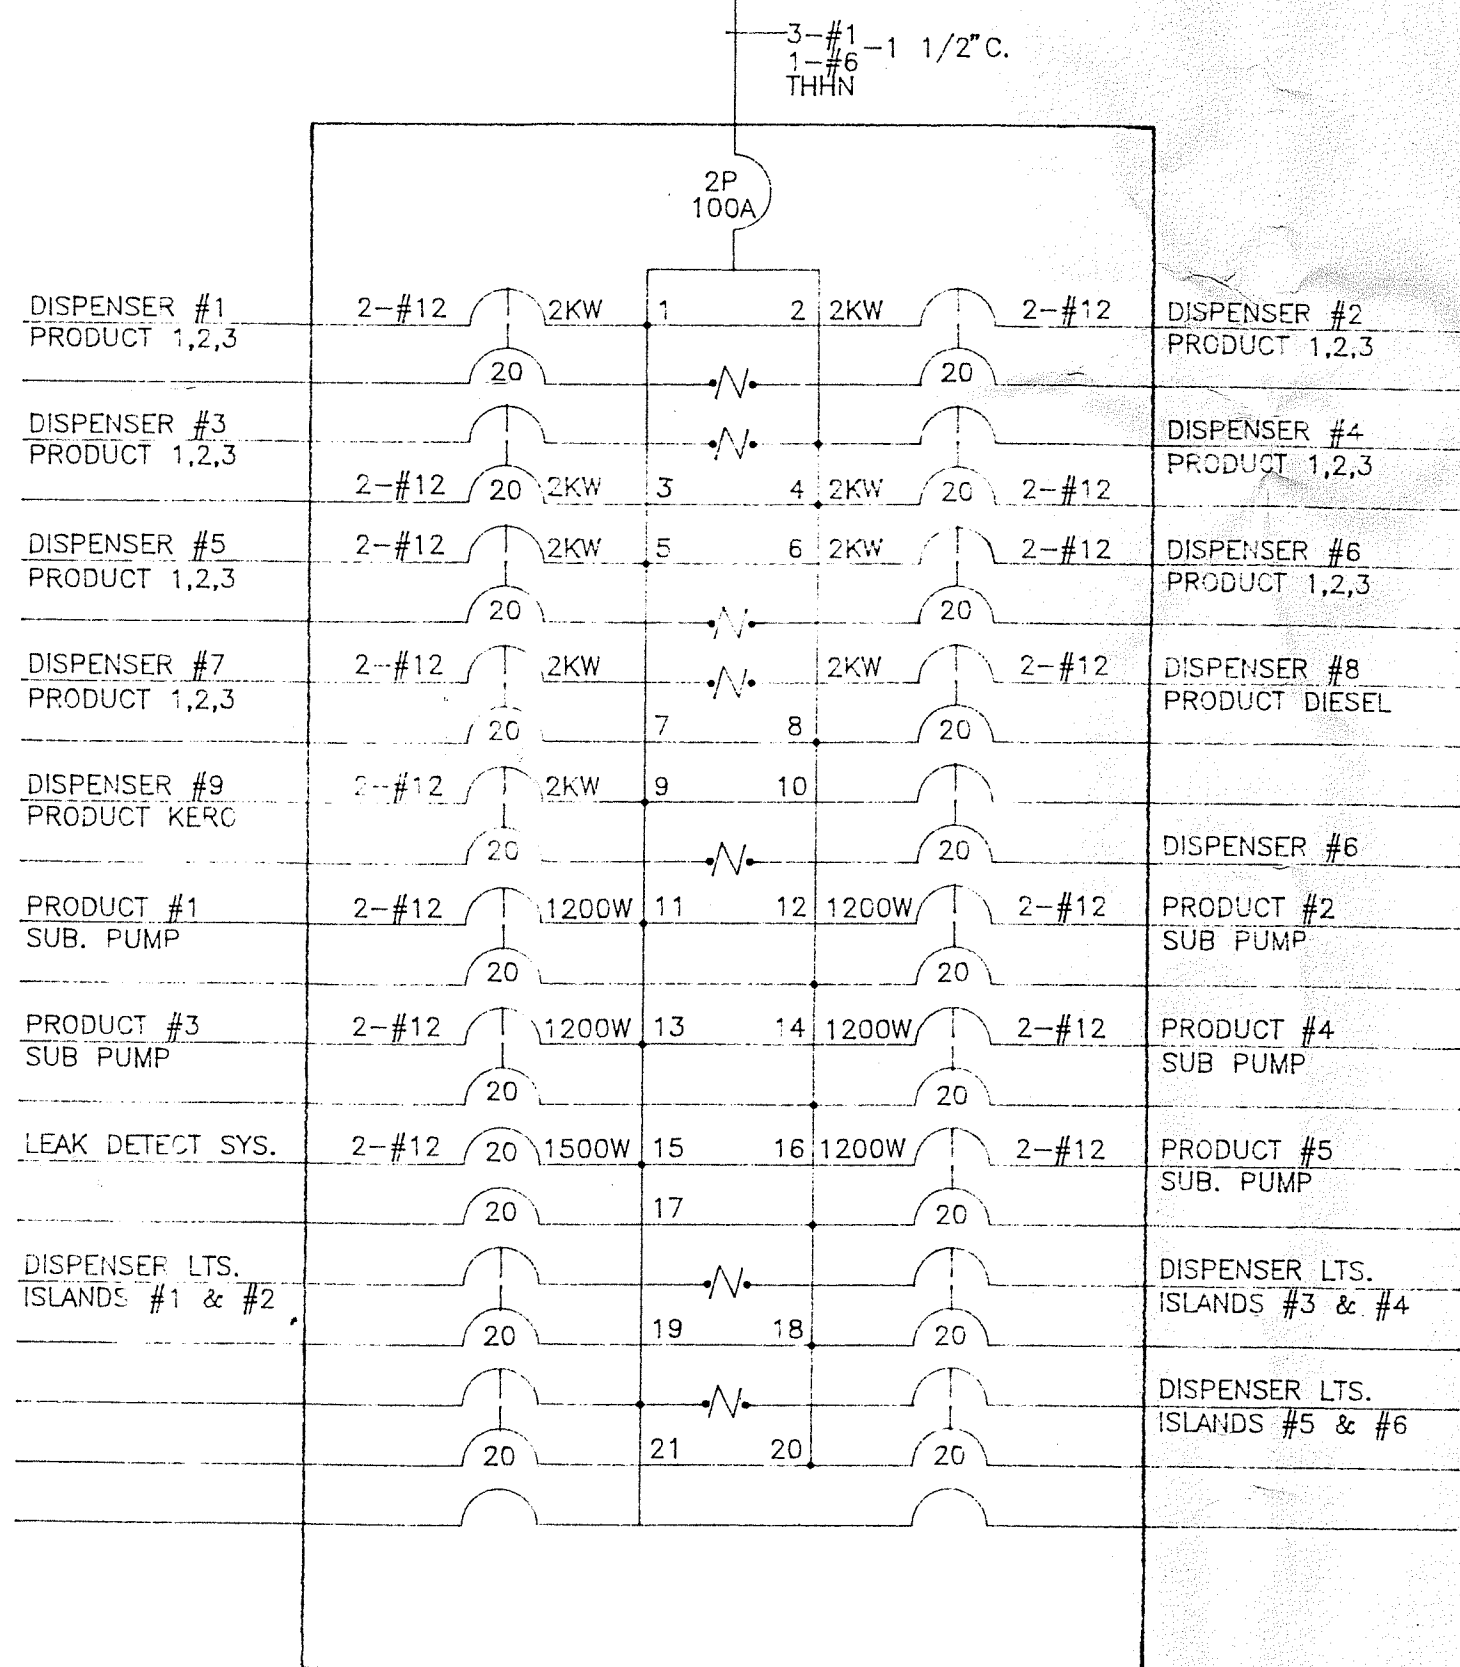 3-#1
1-#6 -1 1/2"C.
THHN
2P
100A
DISPENSER #1 2-#12 2KW 1 2 2KW 2-#12 DISPENSER #2
PRODUCT 1,2,3 PRODUCT 1,2,3
20 N 20
DISPENSER #3 N DISPENSER #4
PRODUCT 1,2,3 PRODUCT 1,2,3
2-#12 20 2KW 3 4 2KW 20 2-#12
DISPENSER #5 2-#12 2KW 5 6 2KW 2-#12 DISPENSER #6
PRODUCT 1,2,3 PRODUCT 1,2,3
20 N 20
DISPENSER #7 2-#12 2KW N 2KW 2-#12 DISPENSER #8
PRODUCT 1,2,3 PRODUCT DIESEL
20 7 8 20
DISPENSER #9 2-#12 2KW 9 10
PRODUCT KERO
20 N 20 DISPENSER #6
PRODUCT #1 2-#12 1200W 11 12 1200W 2-#12 PRODUCT #2
SUB. PUMP SUB PUMP
20 20
PRODUCT #3 2-#12 1200W 13 14 1200W 2-#12 PRODUCT #4
SUB PUMP SUB PUMP
20 20
LEAK DETECT SYS. 2-#12 20 1500W 15 16 1200W 2-#12 PRODUCT #5
SUB. PUMP
20 17 20
DISPENSER LTS. N DISPENSER LTS.
ISLANDS #1 & #2 ISLANDS #3 & #4
20 19 18 20
N DISPENSER LTS.
ISLANDS #5 & #6
20 21 20 20